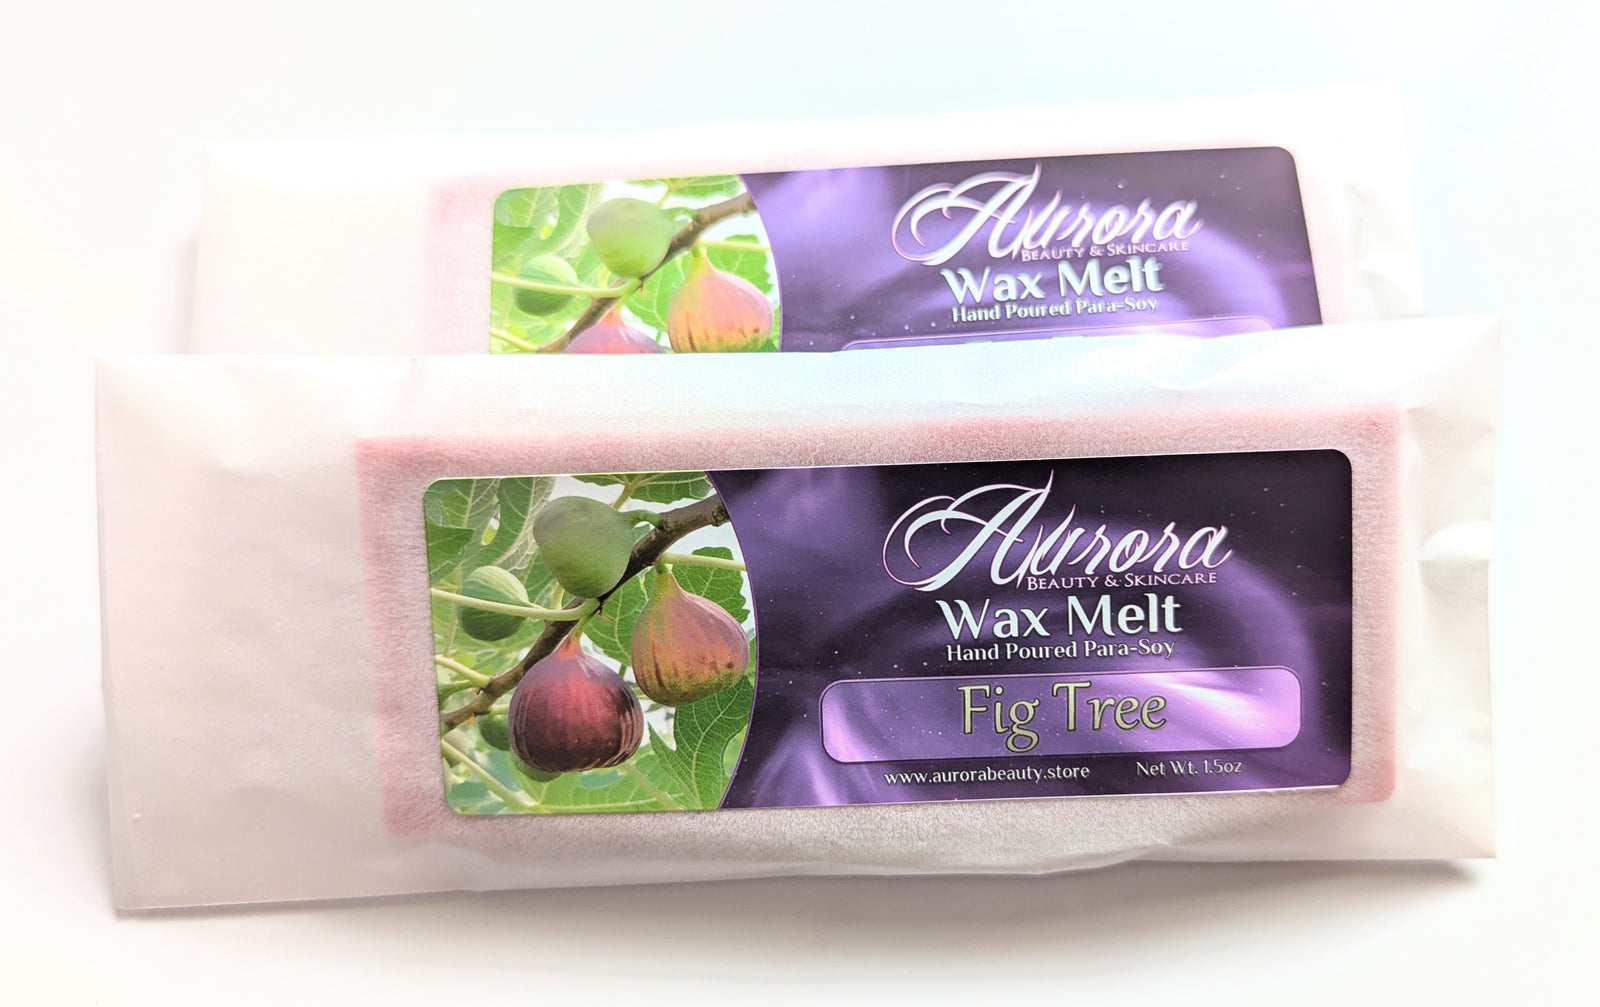 Aurora
BEAUTY & SKINCARE
Wax Melt
Hand Poured Para-Soy
Aurora
BEAUTY & SKINCARE
Wax Melt
Hand Poured Para-Soy
Fig Tree
www.aurorabeauty.store Net Wt. 1.5oz